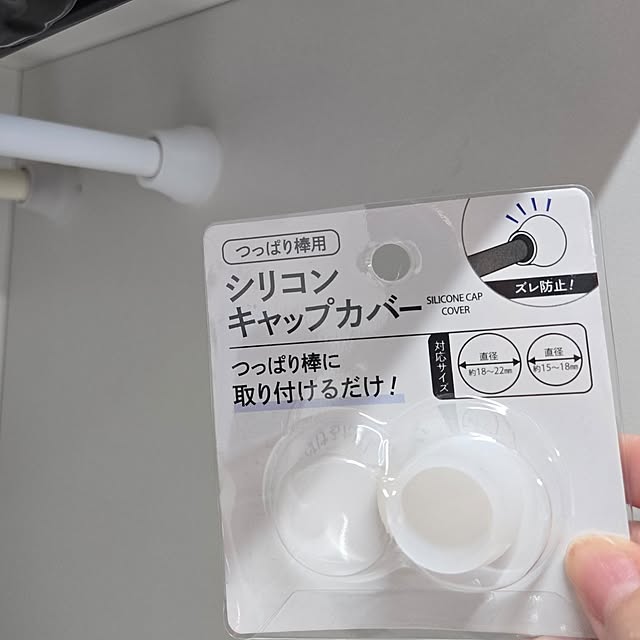 つっぱり棒用
シリコン
キャップカバー
SILICONE CAP
COVER
ズレ防止!
つっぱり棒に
取り付けるだけ!
対応サイズ
直径
約18~22mm
直径
約15~18mm